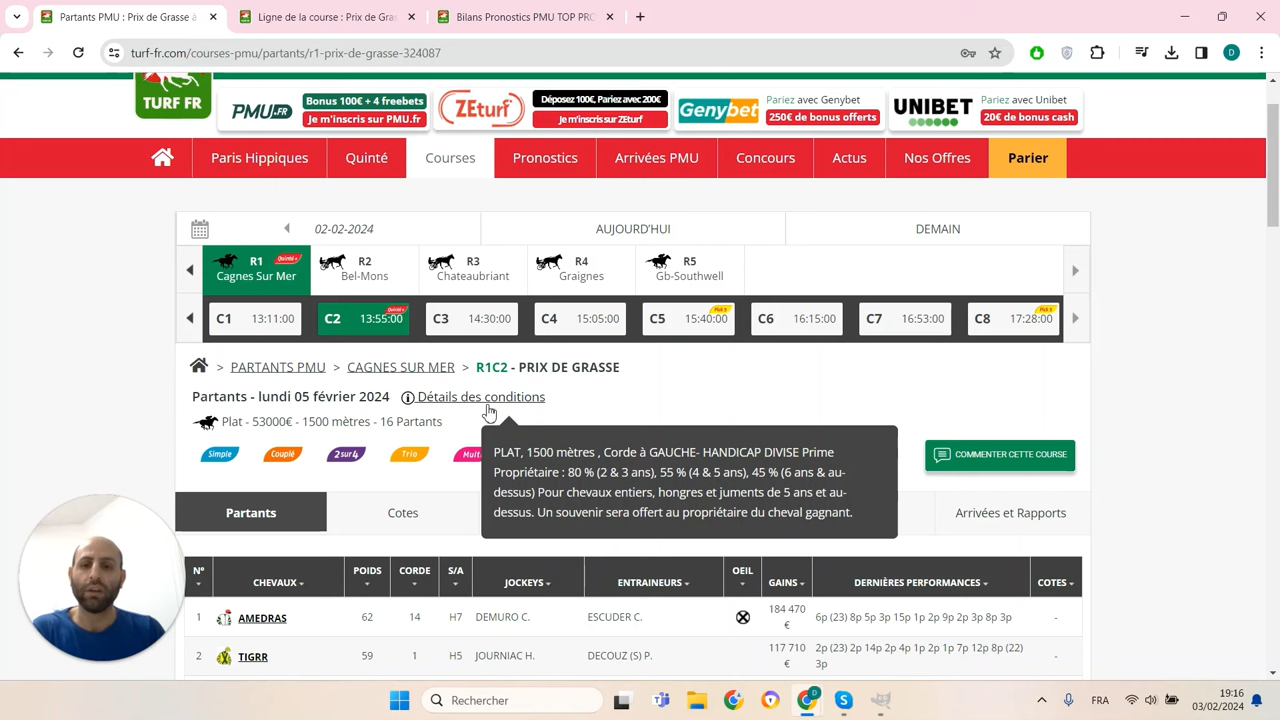 Partants PMU : Prix de Grasse à
Ligne de la course : Prix de Gras
Bilans Pronostics PMU TOP PRO
turf-fr.com/courses-pmu/partants/r1-prix-de-grasse-324087
D
TURF FR
PMU.FR
Bonus 100€ + 4 freebets
Je m'inscris sur PMU.fr
ZEturf
Déposez 100€, Pariez avec 200€
Je m'inscris sur ZEturf
Genybet
Pariez avec Genybet
250€ de bonus offerts
UNIBET
Pariez avec Unibet
20€ de bonus cash
Paris Hippiques
Quinté
Courses
Pronostics
Arrivées PMU
Concours
Actus
Nos Offres
Parier
02-02-2024
AUJOURD'HUI
DEMAIN
R1 Quinté+
Cagnes Sur Mer
R2
Bel-Mons
R3
Chateaubriant
R4
Graignes
R5
Gb-Southwell
C1 13:11:00
C2 13:55:00 Quinté+
C3 14:30:00
C4 15:05:00
C5 15:40:00 Pick 5
C6 16:15:00
C7 16:53:00
C8 17:28:00 Pick 5
> PARTANTS PMU > CAGNES SUR MER > R1C2 - PRIX DE GRASSE
Partants - lundi 05 février 2024 Détails des conditions
Plat - 53000€ - 1500 mètres - 16 Partants
Simple
Couplé
2sur4
Trio
Multi
PLAT, 1500 mètres , Corde à GAUCHE- HANDICAP DIVISE Prime
Propriétaire : 80 % (2 & 3 ans), 55 % (4 & 5 ans), 45 % (6 ans & au-
dessus) Pour chevaux entiers, hongres et juments de 5 ans et au-
dessus. Un souvenir sera offert au propriétaire du cheval gagnant.
COMMENTER CETTE COURSE
Partants
Cotes
Arrivées et Rapports
N° CHEVAUX POIDS CORDE S/A JOCKEYS ENTRAINEURS OEIL GAINS DERNIÈRES PERFORMANCES COTES
1 AMEDRAS 62 14 H7 DEMURO C. ESCUDER C. 184 470 € 6p (23) 8p 5p 3p 15p 1p 2p 9p 2p 3p 8p 3p -
2 TIGRR 59 1 H5 JOURNIAC H. DECOUZ (S) P. 117 710 € 2p (23) 2p 14p 2p 4p 1p 2p 1p 7p 12p 8p (22) 3p -
Rechercher
FRA
19:16
03/02/2024